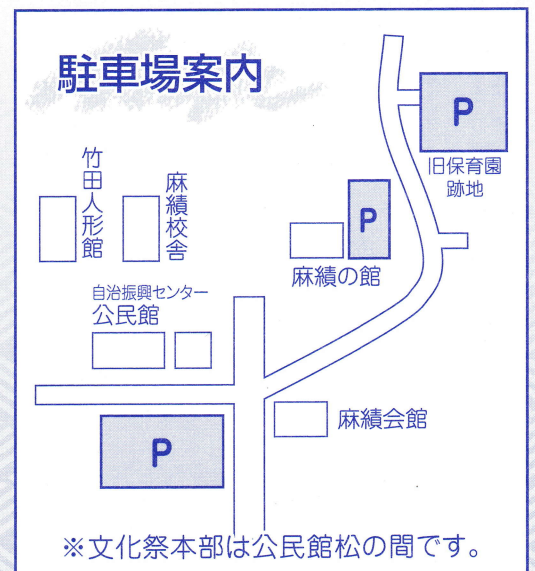 駐車場案内
P
旧保育園
跡地
竹田人形館
麻績校舎
P
麻績の館
自治振興センター
公民館
麻績会館
P
※文化祭本部は公民館松の間です。